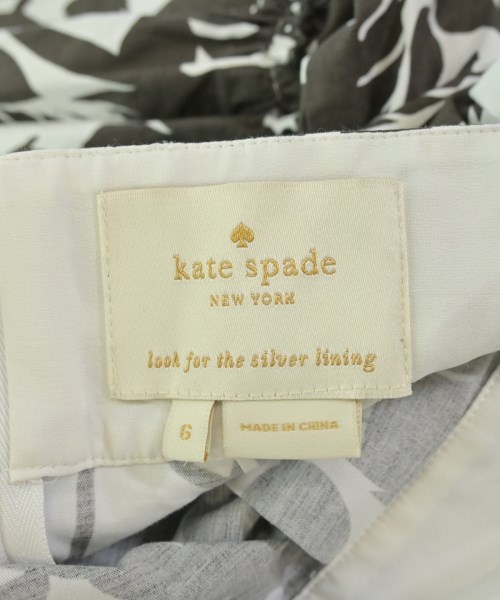 kate spade
NEW YORK
look for the silver lining
6
MADE IN CHINA